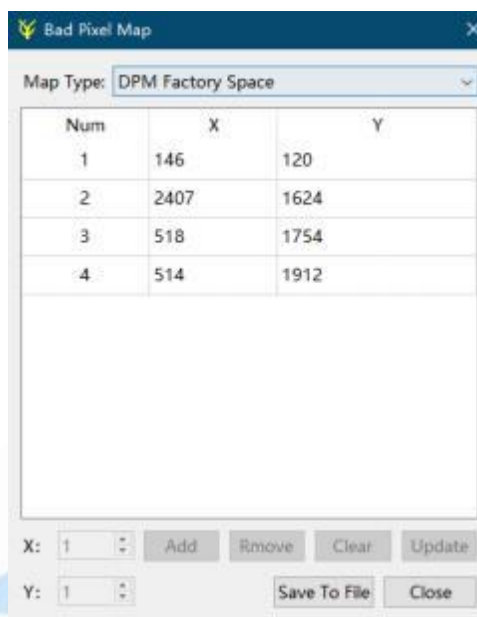 Bad Pixel Map
Map Type: DPM Factory Space
Num X Y
1 146 120
2 2407 1624
3 518 1754
4 514 1912
X: 1 Add Rmove Clear Update
Y: 1 Save To File Close